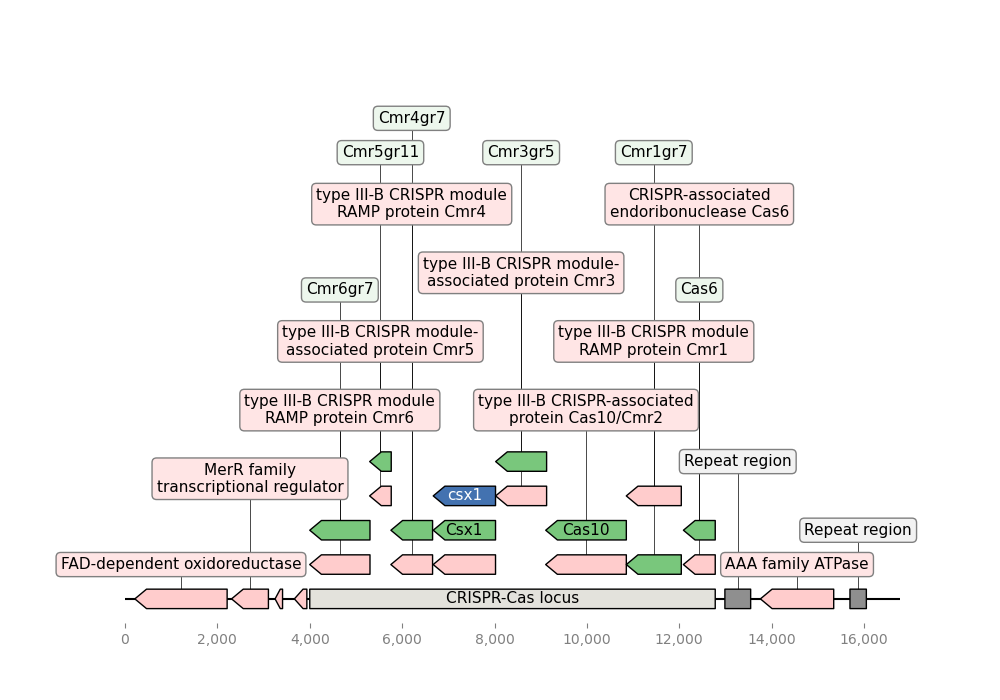 Cmr4gr7
Cmr5gr11
Cmr3gr5
Cmr1gr7
type III-B CRISPR module
RAMP protein Cmr4
CRISPR-associated
endoribonuclease Cas6
type III-B CRISPR module-
associated protein Cmr3
Cmr6gr7
Cas6
type III-B CRISPR module-
associated protein Cmr5
type III-B CRISPR module
RAMP protein Cmr1
type III-B CRISPR module
RAMP protein Cmr6
type III-B CRISPR-associated
protein Cas10/Cmr2
MerR family
transcriptional regulator
Repeat region
csx1
Csx1
Cas10
Repeat region
FAD-dependent oxidoreductase
AAA family ATPase
CRISPR-Cas locus
0 2,000 4,000 6,000 8,000 10,000 12,000 14,000 16,000